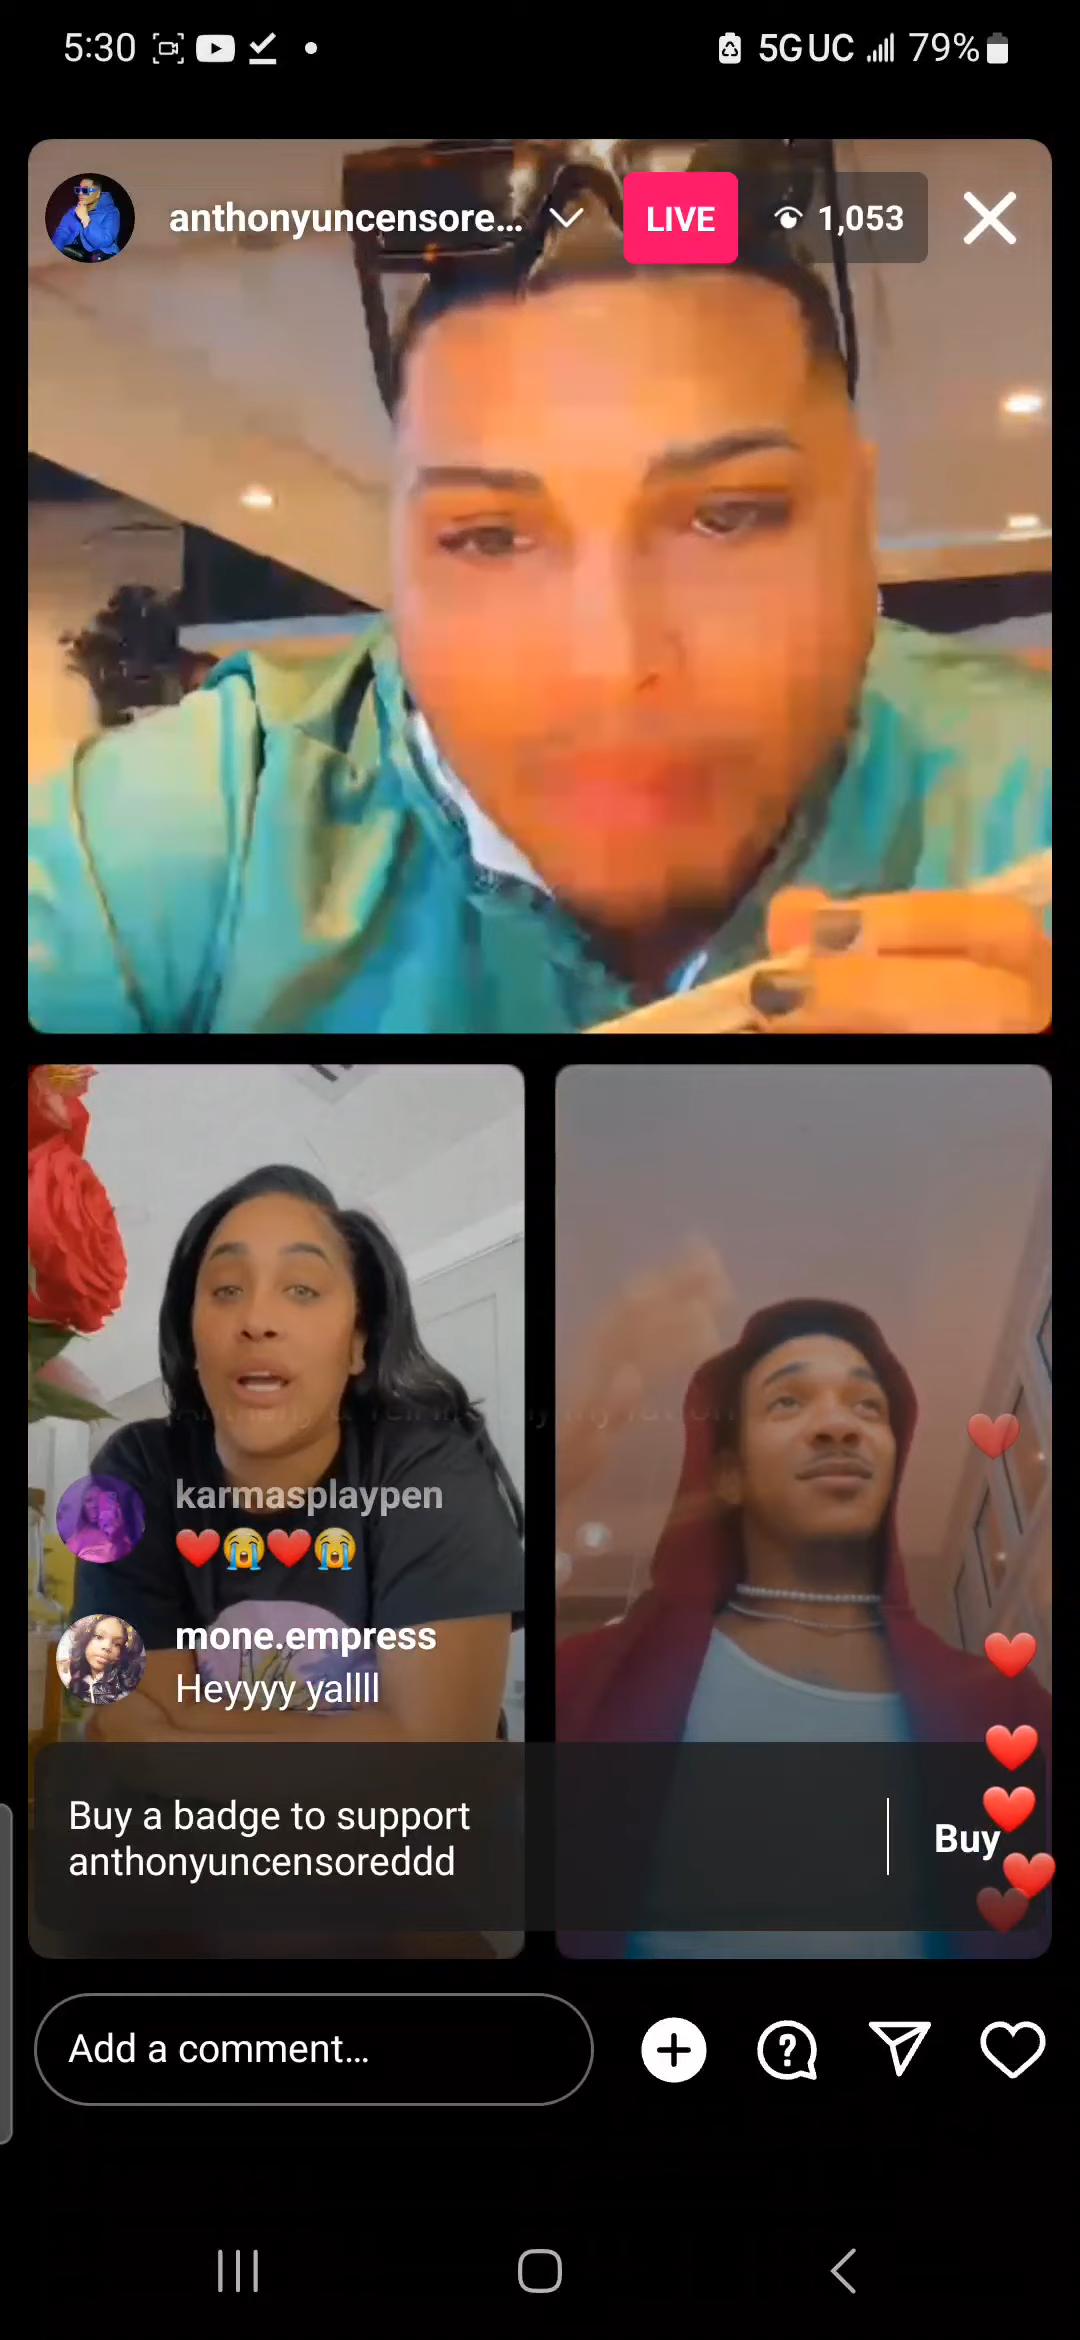 5:30
5G UC 79%
anthonyuncensore...
LIVE
1,053
karmasplaypen
❤️😭❤️😭
mone.empress
Heyyyy yallll
Buy a badge to support
anthonyuncensoreddd
Buy
Add a comment...